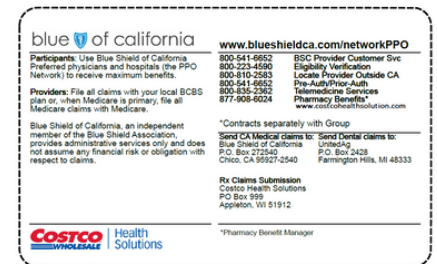 blue of california
Participants: Use Blue Shield of California
Preferred physicians and hospitals (the PPO
Network) to receive maximum benefits.
Providers: File all claims with your local BCBS
plan or, when Medicare is primary, file all
Medicare claims with Medicare.
Blue Shield of California, an independent
member of the Blue Shield Association,
provides administrative services only and does
not assume any financial risk or obligation with
respect to claims.
COSTCO WHOLESALE
Health
Solutions
www.blueshieldca.com/networkPPO
800-541-6652 BSC Provider Customer Svc
800-223-4590 Eligibility Verification
800-810-2583 Locate Provider Outside CA
800-541-6652 Pre-Auth/Prior-Auth
800-835-2362 Telemedicine Services
877-908-6024 Pharmacy Benefits*
www.costcohealthsolution.com
*Contracts separately with Group
Send CA Medical claims to: Send Dental claims to:
Blue Shield of California UnitedAg
P.O. Box 272540 P.O. Box 2428
Chico, CA 95927-2540 Farmington Hills, MI 48333
Rx Claims Submission
Costco Health Solutions
PO Box 999
Appleton, WI 51912
*Pharmacy Benefit Manager